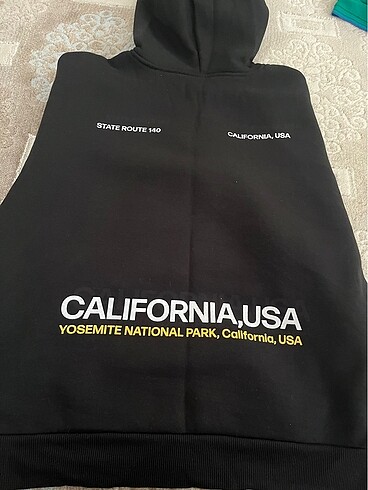 STATE ROUTE 140
CALIFORNIA, USA
CALIFORNIA,USA
YOSEMITE NATIONAL PARK, California, USA